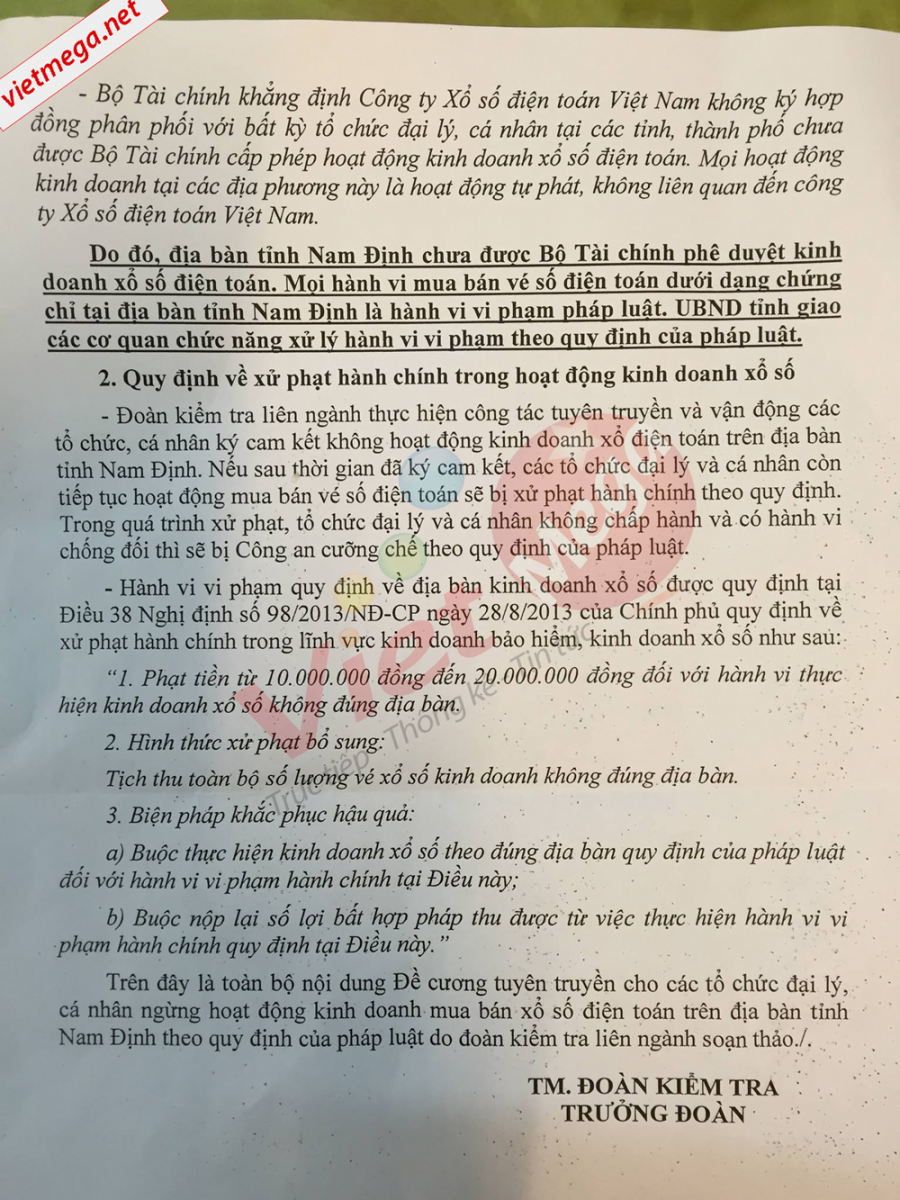 vietmega.net
- Bộ Tài chính khẳng định Công ty Xổ số điện toán Việt Nam không ký hợp
đồng phân phối với bất kỳ tổ chức đại lý, cá nhân tại các tỉnh, thành phố chưa
được Bộ Tài chính cấp phép hoạt động kinh doanh xổ số điện toán. Mọi hoạt động
kinh doanh tại các địa phương này là hoạt động tự phát, không liên quan đến công
ty Xổ số điện toán Việt Nam.
Do đó, địa bàn tỉnh Nam Định chưa được Bộ Tài chính phê duyệt kinh
doanh xổ số điện toán. Mọi hành vi mua bán vé số điện toán dưới dạng chứng
chỉ tại địa bàn tỉnh Nam Định là hành vi vi phạm pháp luật. UBND tỉnh giao
các cơ quan chức năng xử lý hành vi vi phạm theo quy định của pháp luật.
2. Quy định về xử phạt hành chính trong hoạt động kinh doanh xổ số
- Đoàn kiểm tra liên ngành thực hiện công tác tuyên truyền và vận động các
tổ chức, cá nhân ký cam kết không hoạt động kinh doanh xổ điện toán trên địa bàn
tỉnh Nam Định. Nếu sau thời gian đã ký cam kết, các tổ chức đại lý và cá nhân còn
tiếp tục hoạt động mua bán vé số điện toán sẽ bị xử phạt hành chính theo quy định.
Trong quá trình xử phạt, tổ chức đại lý và cá nhân không chấp hành và có hành vi
chống đối thì sẽ bị Công an cưỡng chế theo quy định của pháp luật.
- Hành vi vi phạm quy định về địa bàn kinh doanh xổ số được quy định tại
Điều 38 Nghị định số 98/2013/NĐ-CP ngày 28/8/2013 của Chính phủ quy định về
xử phạt hành chính trong lĩnh vực kinh doanh bảo hiểm, kinh doanh xổ số như sau:
“1. Phạt tiền từ 10.000.000 đồng đến 20.000.000 đồng đối với hành vi thực
hiện kinh doanh xổ số không đúng địa bàn.
2. Hình thức xử phạt bổ sung:
Tịch thu toàn bộ số lượng vé xổ số kinh doanh không đúng địa bàn.
3. Biện pháp khắc phục hậu quả:
a) Buộc thực hiện kinh doanh xổ số theo đúng địa bàn quy định của pháp luật
đối với hành vi vi phạm hành chính tại Điều này;
b) Buộc nộp lại số lợi bất hợp pháp thu được từ việc thực hiện hành vi vi
phạm hành chính quy định tại Điều này.”
Trên đây là toàn bộ nội dung Đề cương tuyên truyền cho các tổ chức đại lý,
cá nhân ngừng hoạt động kinh doanh mua bán xổ số điện toán trên địa bàn tỉnh
Nam Định theo quy định của pháp luật do đoàn kiểm tra liên ngành soạn thảo./.
TM. ĐOÀN KIỂM TRA
TRƯỞNG ĐOÀN
Viet Mega
Trực tiếp - Thống kê - Tin tức